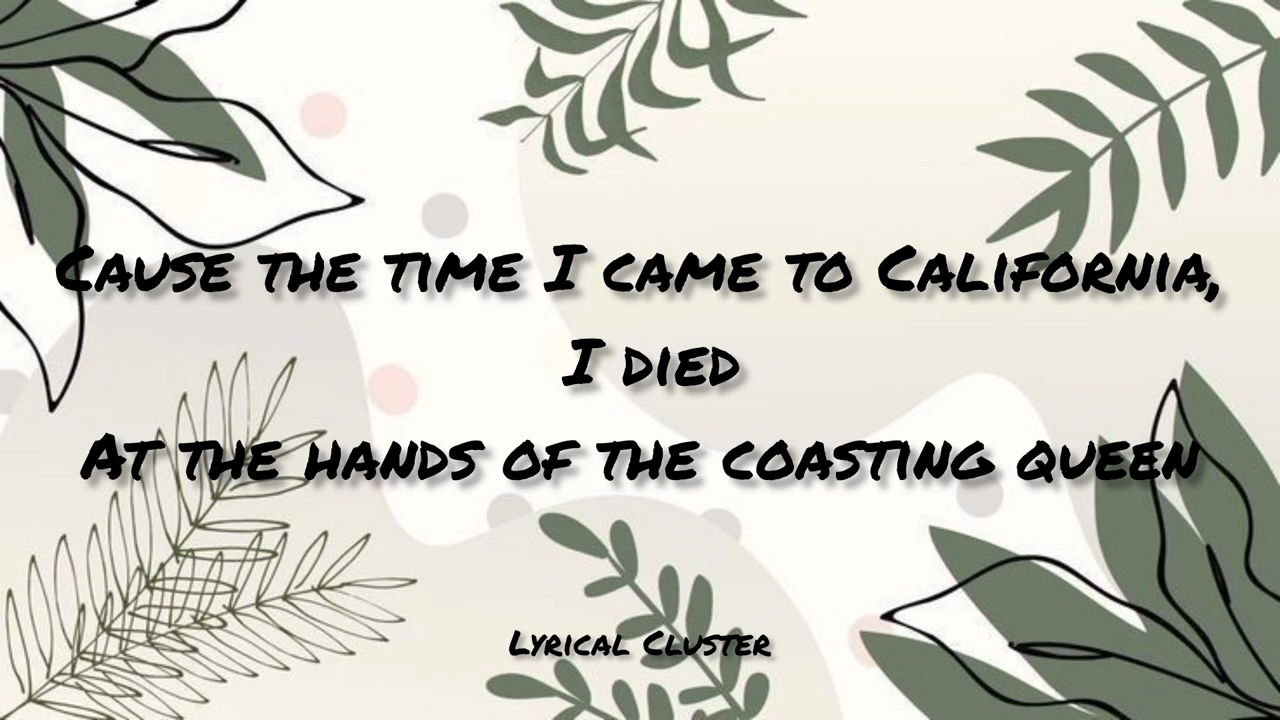 Cause the time I came to California,
I died
At the hands of the coasting queen
Lyrical Cluster